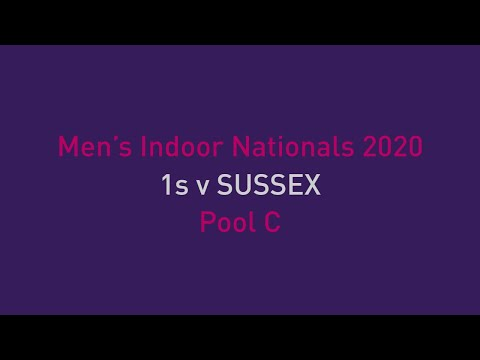 Men's Indoor Nationals 2020
1s v SUSSEX
Pool C